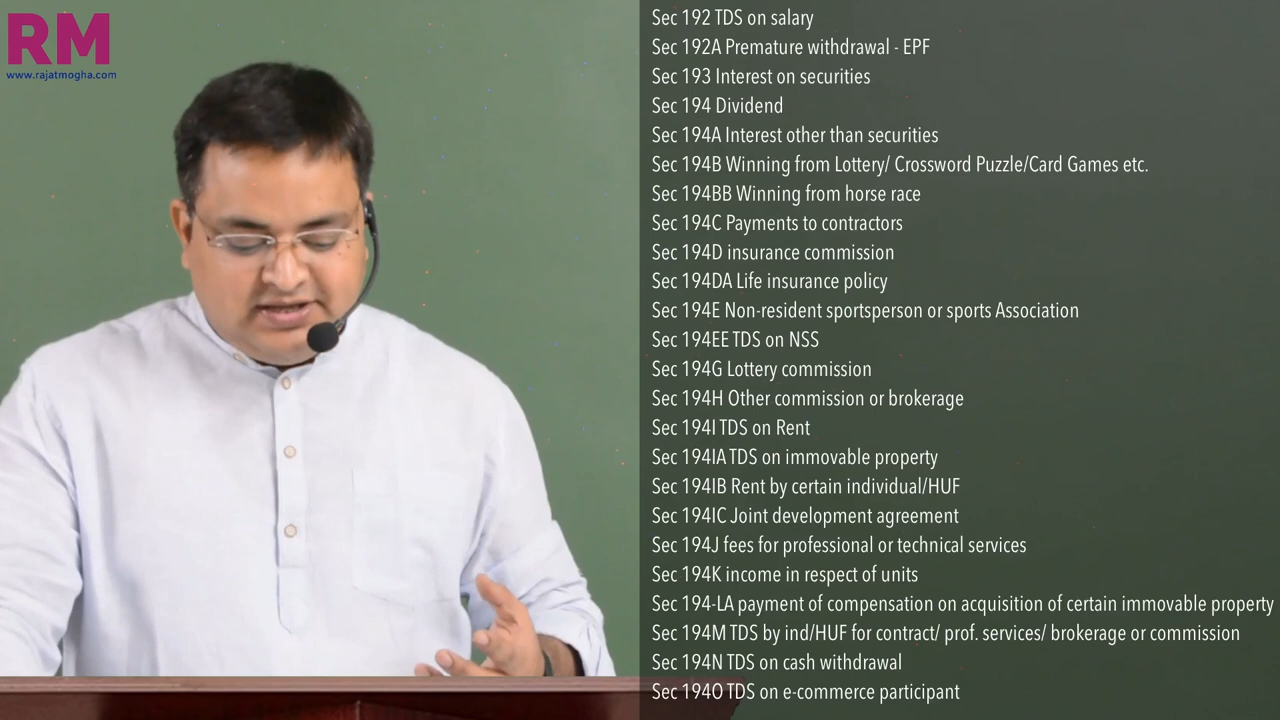 RM
www.rajatmogha.com
Sec 192 TDS on salary
Sec 192A Premature withdrawal - EPF
Sec 193 Interest on securities
Sec 194 Dividend
Sec 194A Interest other than securities
Sec 194B Winning from Lottery/ Crossword Puzzle/Card Games etc.
Sec 194BB Winning from horse race
Sec 194C Payments to contractors
Sec 194D insurance commission
Sec 194DA Life insurance policy
Sec 194E Non-resident sportsperson or sports Association
Sec 194EE TDS on NSS
Sec 194G Lottery commission
Sec 194H Other commission or brokerage
Sec 194I TDS on Rent
Sec 194IA TDS on immovable property
Sec 194IB Rent by certain individual/HUF
Sec 194IC Joint development agreement
Sec 194J fees for professional or technical services
Sec 194K income in respect of units
Sec 194-LA payment of compensation on acquisition of certain immovable property
Sec 194M TDS by ind/HUF for contract/ prof. services/ brokerage or commission
Sec 194N TDS on cash withdrawal
Sec 194O TDS on e-commerce participant